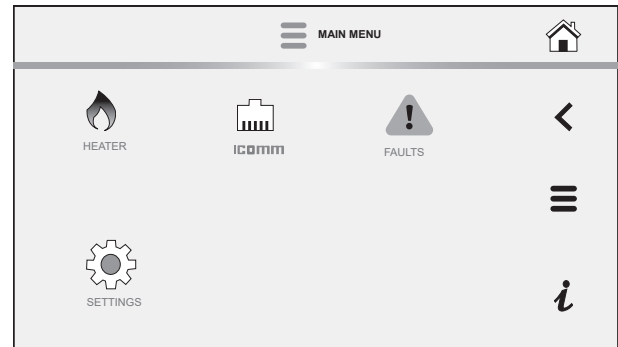 MAIN MENU
HEATER
ICOMM
FAULTS
SETTINGS
i